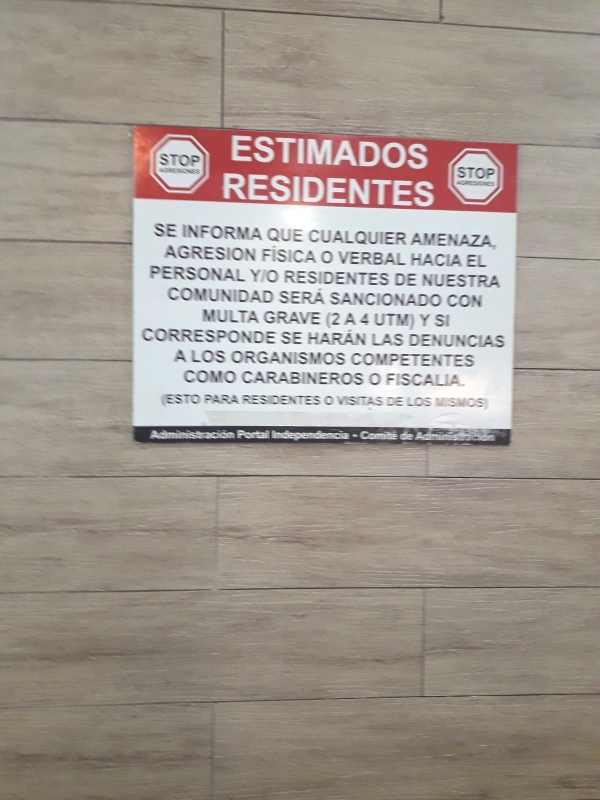 STOP
AGRESIONES
ESTIMADOS
RESIDENTES
STOP
AGRESIONES
SE INFORMA QUE CUALQUIER AMENAZA,
AGRESION FÍSICA O VERBAL HACIA EL
PERSONAL Y/O RESIDENTES DE NUESTRA
COMUNIDAD SERÁ SANCIONADO CON
MULTA GRAVE (2 A 4 UTM) Y SI
CORRESPONDE SE HARÁN LAS DENUNCIAS
A LOS ORGANISMOS COMPETENTES
COMO CARABINEROS O FISCALIA.
(ESTO PARA RESIDENTES O VISITAS DE LOS MISMOS)
Administración Portal Independencia - Comité de Administración